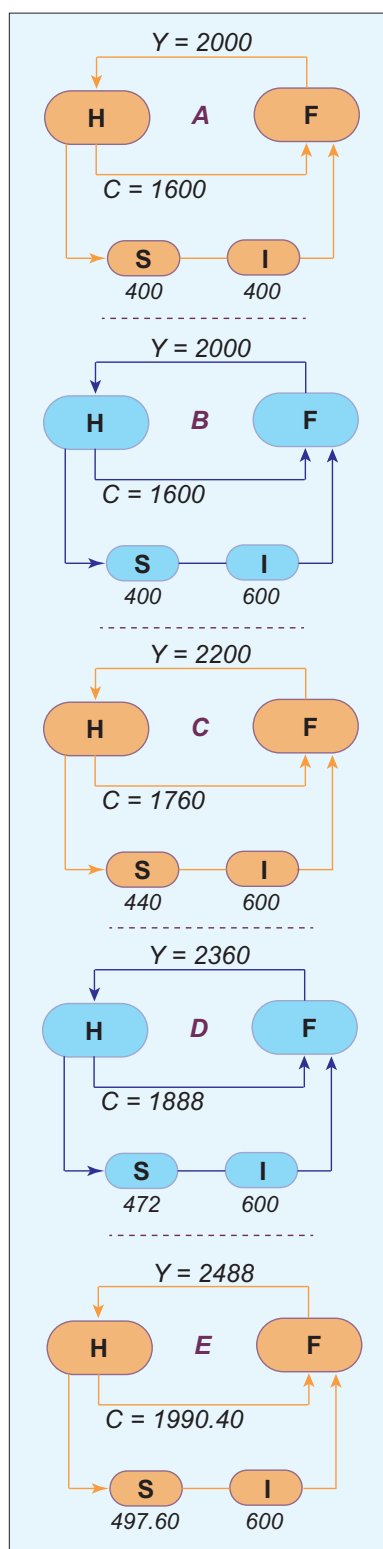 Y = 2000
H A F
C = 1600
S I
400 400
Y = 2000
H B F
C = 1600
S I
400 600
Y = 2200
H C F
C = 1760
S I
440 600
Y = 2360
H D F
C = 1888
S I
472 600
Y = 2488
H E F
C = 1990.40
S I
497.60 600